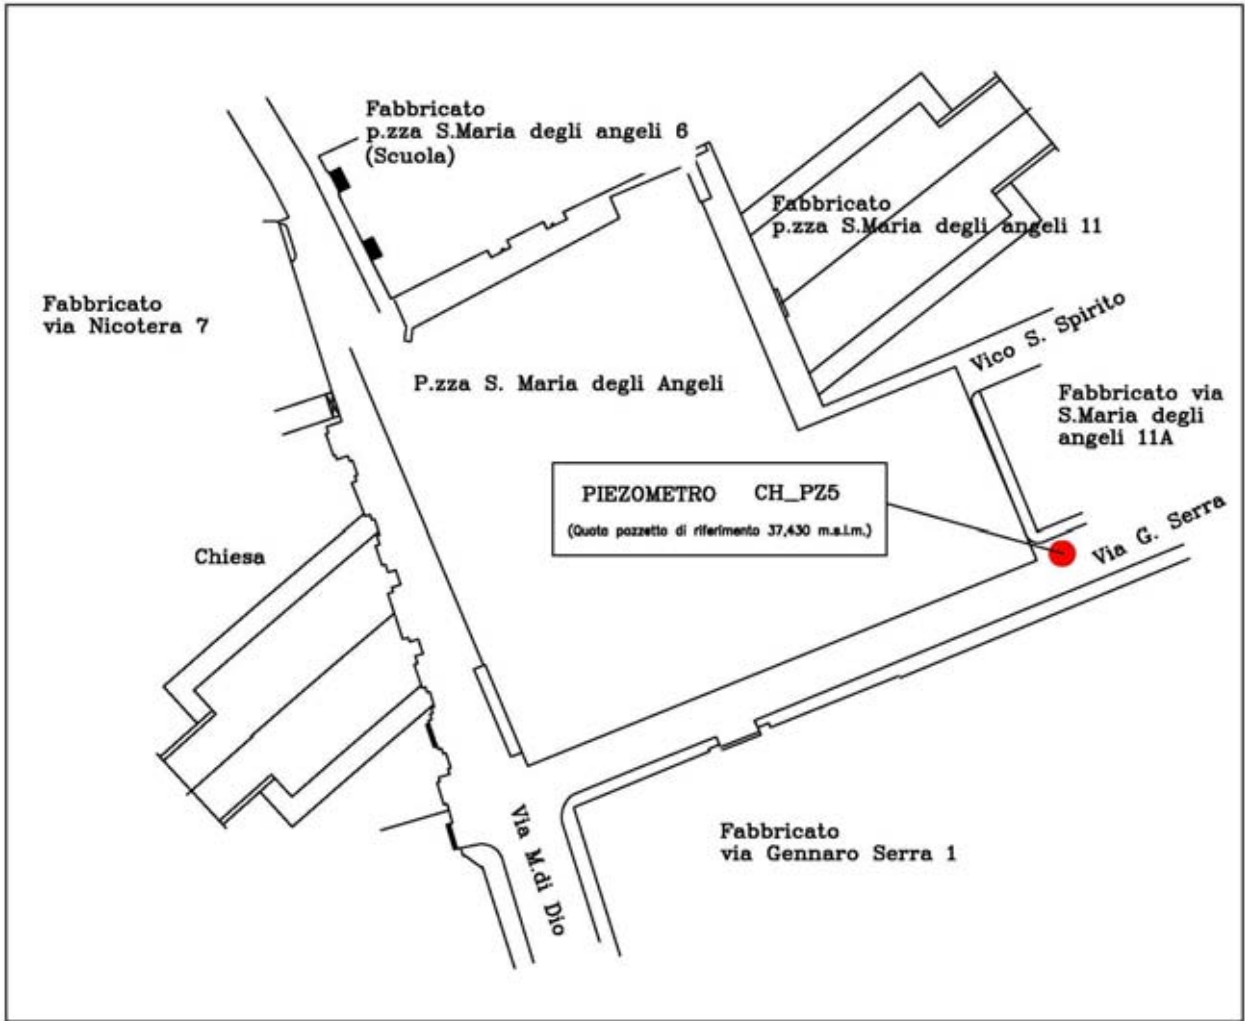 Fabbricato
p.zza S.Maria degli angeli 6
(Scuola)
Fabbricato
p.zza S.Maria degli angeli 11
Fabbricato
via Nicotera 7
Vico S. Spirito
P.zza S. Maria degli Angeli
Fabbricato via
S.Maria degli
angeli 11A
PIEZOMETRO CH_PZ5
(Quota pozzetto di riferimento 37,430 m.s.l.m.)
Via G. Serra
Chiesa
Via M.di Dio
Fabbricato
via Gennaro Serra 1